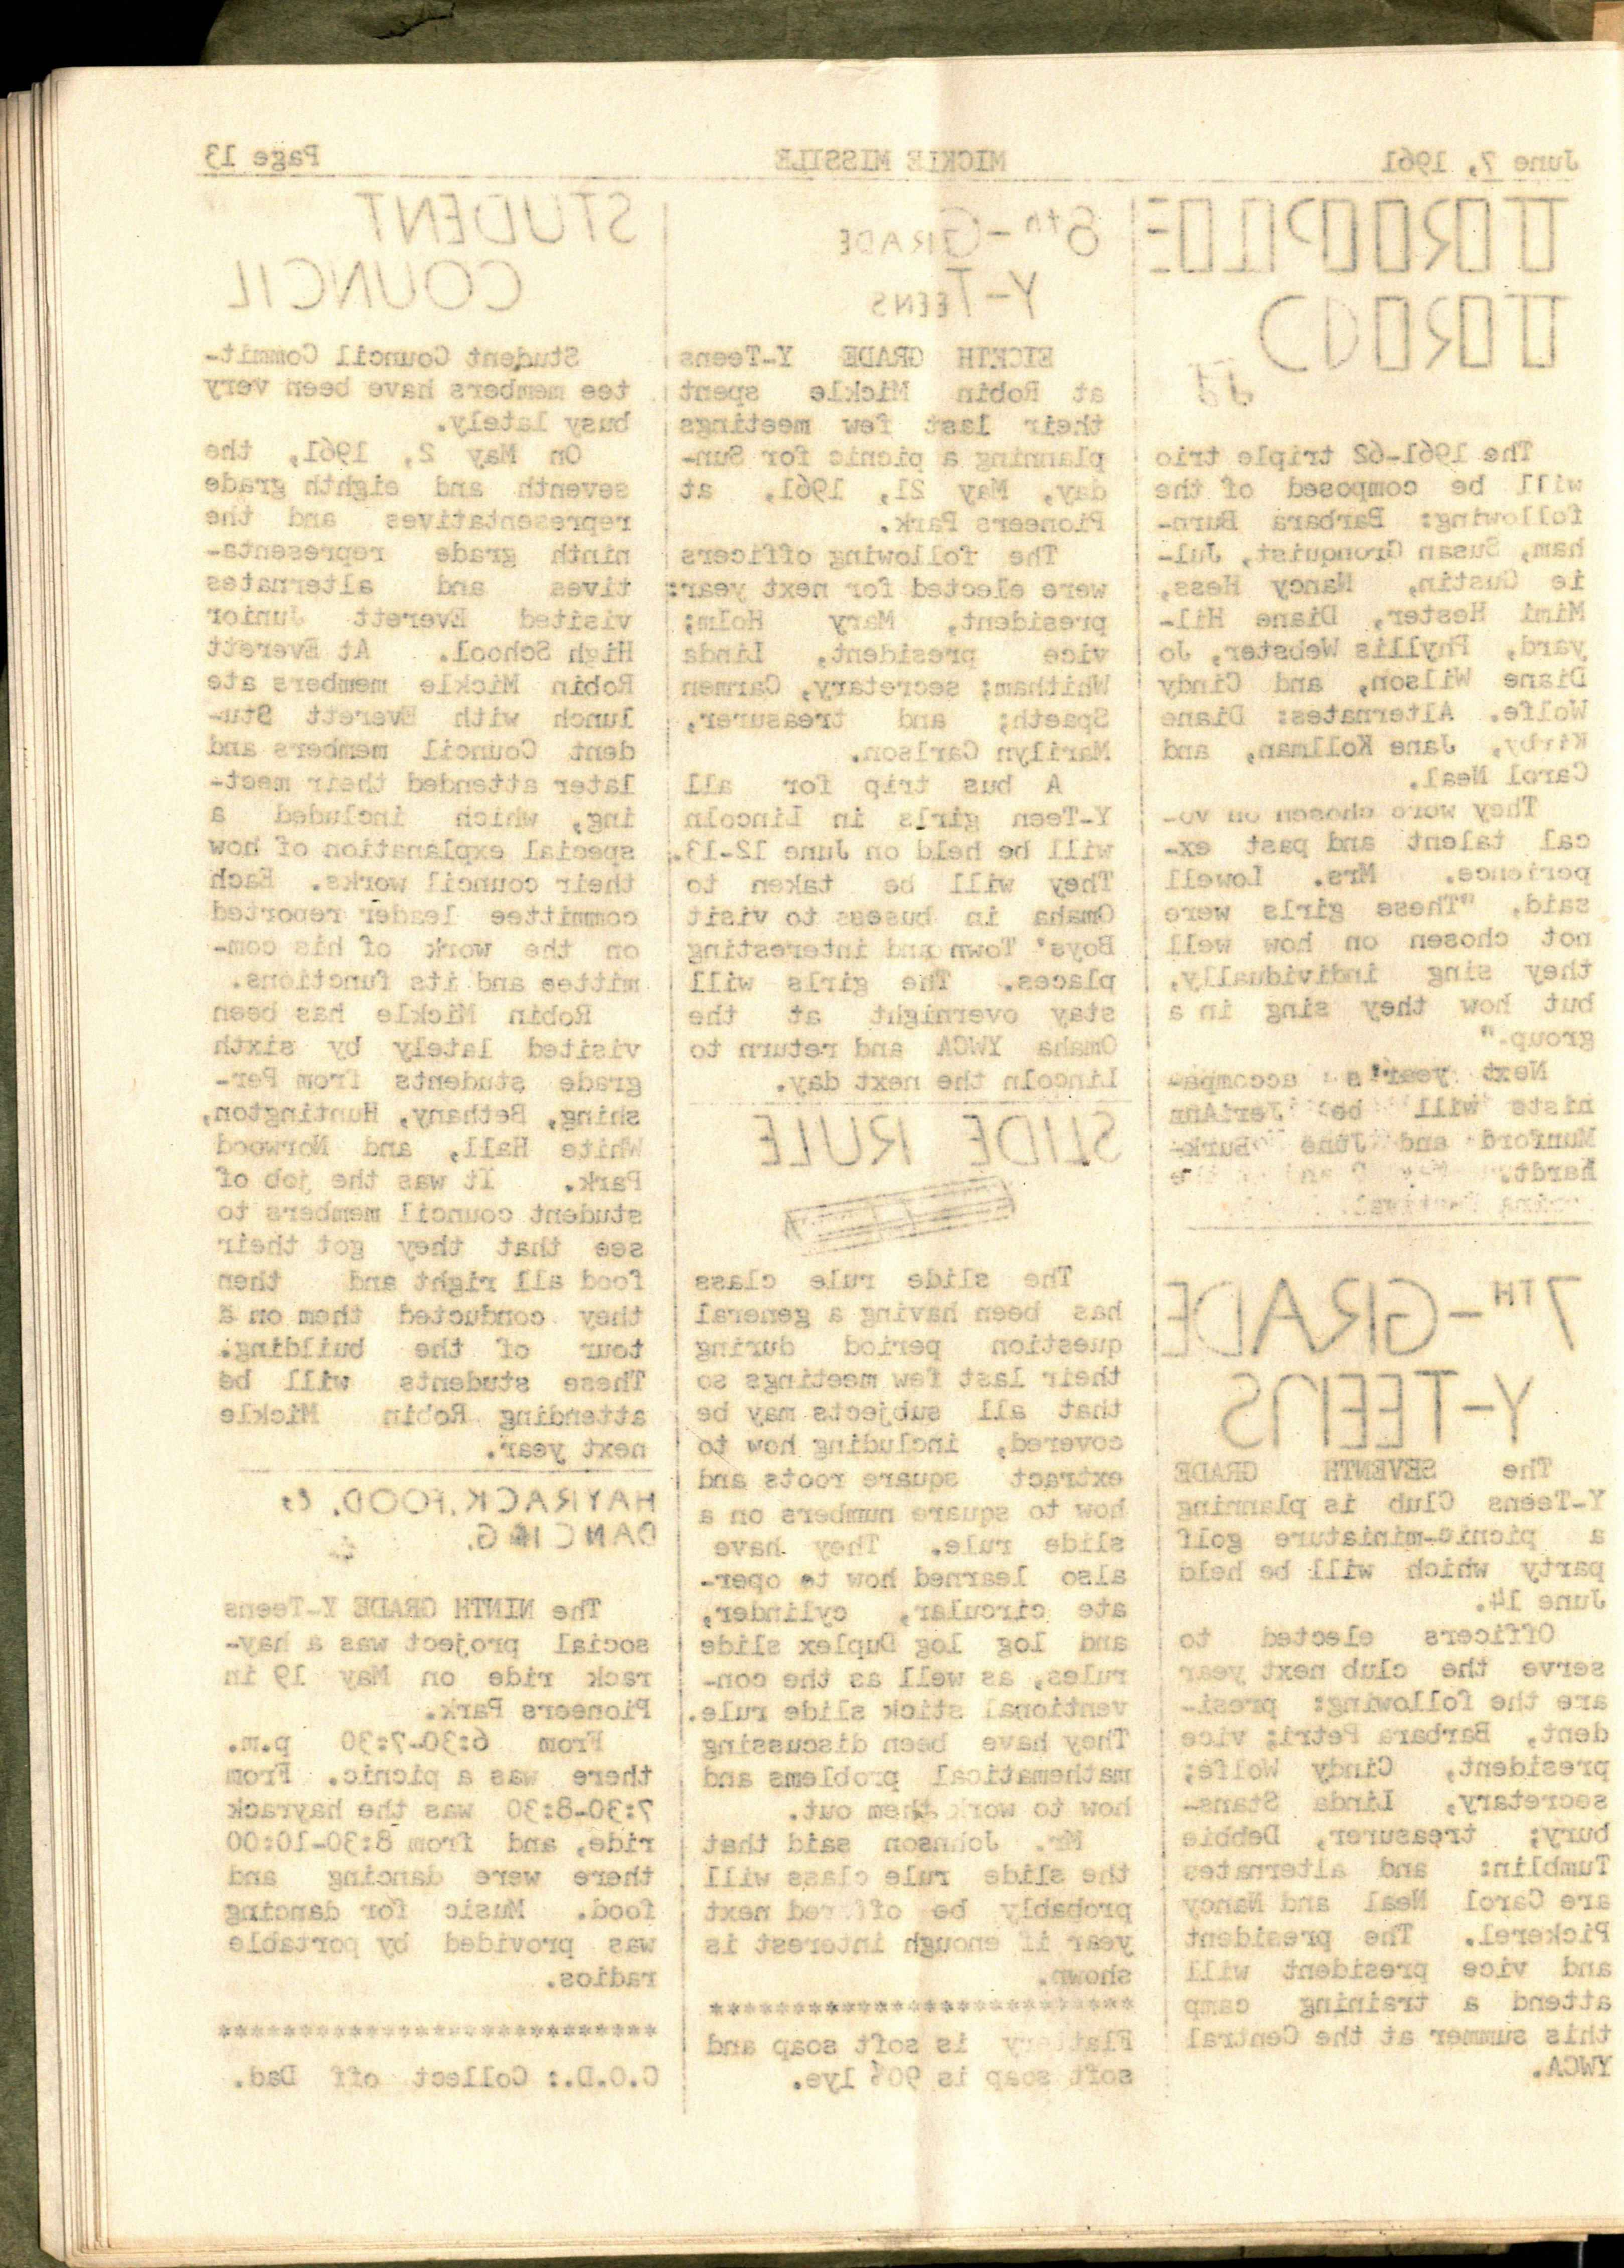 June 7, 1961 MICKLE MISSILE Page 13
TRIPLE
TRIO
The 1961-62 triple trio
will be composed of the
following: Barbara Burn-
ham, Susan Gronquist, Jul-
ie Gustin, Nancy Hess,
Mimi Hester, Diane Hil-
yard, Phyllis Webster, Jo
Diane Wilson, and Cindy
Wolfe. Alternates: Diane
Kirby, Jane Kollman, and
Carol Neal.
They were chosen on vo-
cal talent and past ex-
perience. Mrs. Lowell
said, "These girls were
not chosen on how well
they sing individually,
but how they sing in a
group."
Next year's accompa-
nists will be JeriAnn
Munford and June Burk-
hardt.
7TH-GRADE
Y-TEENS
The SEVENTH GRADE
Y-Teens Club is planning
a picnic-miniature golf
party which will be held
June 14.
Officers elected to
serve the club next year
are the following: presi-
dent, Barbara Petri; vice
president, Cindy Wolfe;
secretary, Linda Stans-
bury; treasurer, Debbie
Tumblin: and alternates
are Carol Neal and Nancy
Pickerel. The president
and vice president will
attend a training camp
this summer at the Central
YWCA.
8th-GRADE
Y-TEENS
EIGHTH GRADE Y-Teens
at Robin Mickle spent
their last few meetings
planning a picnic for Sun-
day, May 21, 1961, at
Pioneers Park.
The following officers
were elected for next year:
president, Mary Holm;
vice president, Linda
Whitham; secretary, Carmen
Spaeth; and treasurer,
Marilyn Carlson.
A bus trip for all
Y-Teen girls in Lincoln
will be held on June 12-13.
They will be taken to
Omaha in busess to visit
Boys' Town and interesting
places. The girls will
stay overnight at the
Omaha YWCA and return to
Lincoln the next day.
SLIDE RULE
The slide rule class
has been having a general
question period during
their last few meetings so
that all subjects may be
covered, including how to
extract square roots and
how to square numbers on a
slide rule. They have
also learned how to oper-
ate circular, cylinder,
and log log Duplex slide
rules, as well as the con-
ventional stick slide rule.
They have been discussing
mathematical problems and
how to work them out.
Mr. Johnson said that
the slide rule class will
probably be offered next
year if enough interest is
shown.
**************************
Flattery is soft soap and
soft soap is 90% lye.
STUDENT
COUNCIL
Student Council Commit-
tee members have been very
busy lately.
On May 2, 1961, the
seventh and eighth grade
representatives and the
ninth grade representa-
tives and alternates
visited Everett Junior
High School. At Everett
Robin Mickle members ate
lunch with Everett Stu-
dent Council members and
later attended their meet-
ing, which included a
special explanation of how
their council works. Each
committee leader reported
on the work of his com-
mittee and its functions.
Robin Mickle has been
visited lately by sixth
grade students from Per-
shing, Bethany, Huntington,
White Hall, and Norwood
Park. It was the job of
student council members to
see that they got their
food all right and then
they conducted them on a
tour of the building.
These students will be
attending Robin Mickle
next year.
HAYRACK, FOOD, &
DANCING.
The NINTH GRADE Y-Teens
social project was a hay-
rack ride on May 19 in
Pioneers Park.
From 6:30-7:30 p.m.
there was a picnic. From
7:30-8:30 was the hayrack
ride, and from 8:30-10:00
there were dancing and
food. Music for dancing
was provided by portable
radios.
***************************
C.O.D.: Collect off Dad.